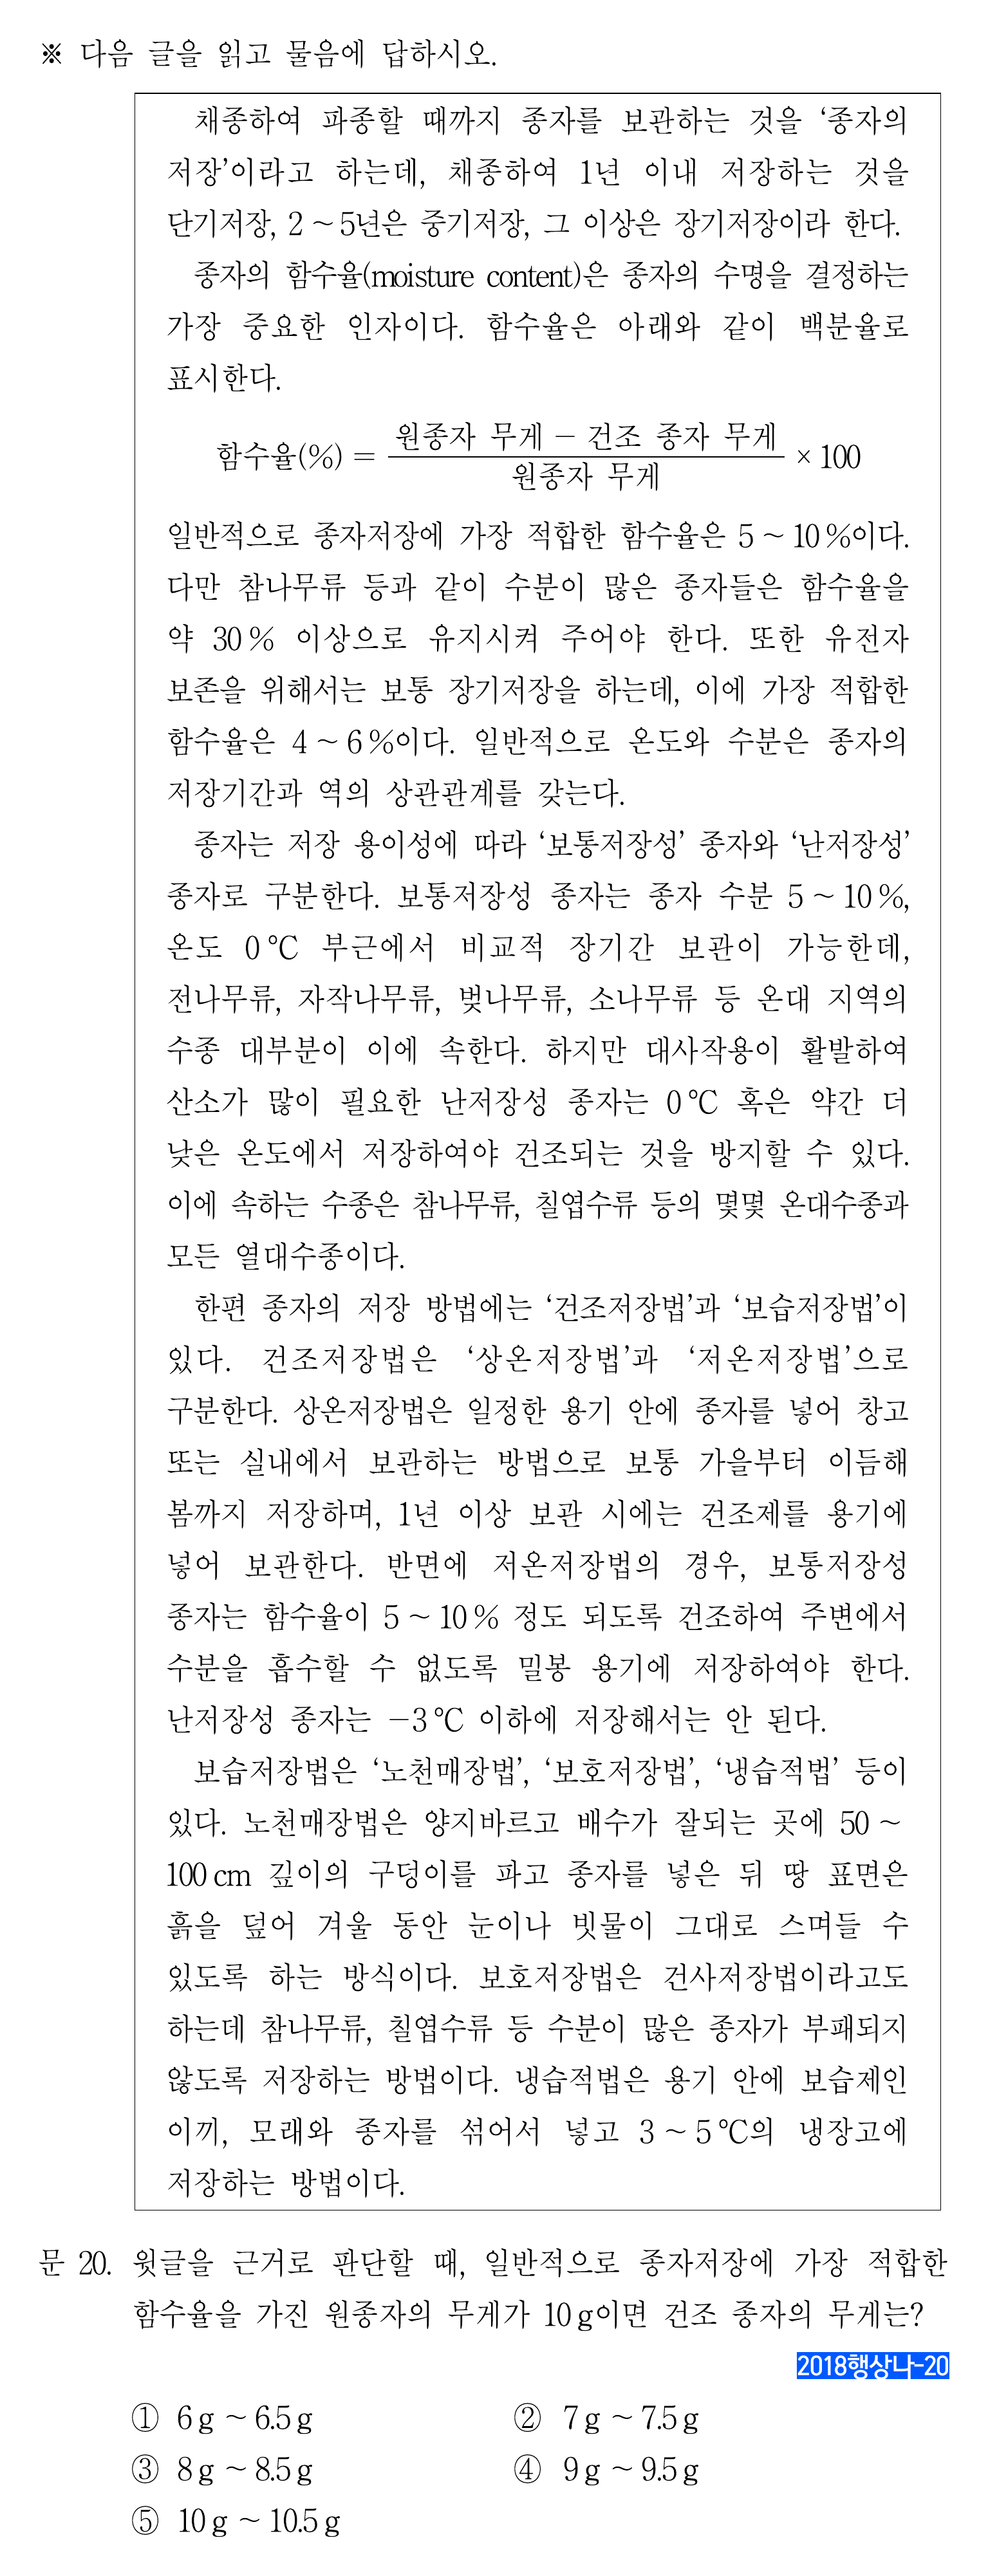 ※ 다음 글을 읽고 물음에 답하시오.
채종하여 파종할 때까지 종자를 보관하는 것을 ‘종자의
저장’이라고 하는데, 채종하여 1년 이내 저장하는 것을
단기저장, 2 ~ 5년은 중기저장, 그 이상은 장기저장이라 한다.
종자의 함수율(moisture content)은 종자의 수명을 결정하는
가장 중요한 인자이다. 함수율은 아래와 같이 백분율로
표시한다.
함수율(%) = (원종자 무게 − 건조 종자 무게) / 원종자 무게 × 100
일반적으로 종자저장에 가장 적합한 함수율은 5 ~ 10 %이다.
다만 참나무류 등과 같이 수분이 많은 종자들은 함수율을
약 30 % 이상으로 유지시켜 주어야 한다. 또한 유전자
보존을 위해서는 보통 장기저장을 하는데, 이에 가장 적합한
함수율은 4 ~ 6 %이다. 일반적으로 온도와 수분은 종자의
저장기간과 역의 상관관계를 갖는다.
종자는 저장 용이성에 따라 ‘보통저장성’ 종자와 ‘난저장성’
종자로 구분한다. 보통저장성 종자는 종자 수분 5 ~ 10 %,
온도 0 ℃ 부근에서 비교적 장기간 보관이 가능한데,
전나무류, 자작나무류, 벚나무류, 소나무류 등 온대 지역의
수종 대부분이 이에 속한다. 하지만 대사작용이 활발하여
산소가 많이 필요한 난저장성 종자는 0 ℃ 혹은 약간 더
낮은 온도에서 저장하여야 건조되는 것을 방지할 수 있다.
이에 속하는 수종은 참나무류, 칠엽수류 등의 몇몇 온대수종과
모든 열대수종이다.
한편 종자의 저장 방법에는 ‘건조저장법’과 ‘보습저장법’이
있다. 건조저장법은 ‘상온저장법’과 ‘저온저장법’으로
구분한다. 상온저장법은 일정한 용기 안에 종자를 넣어 창고
또는 실내에서 보관하는 방법으로 보통 가을부터 이듬해
봄까지 저장하며, 1년 이상 보관 시에는 건조제를 용기에
넣어 보관한다. 반면에 저온저장법의 경우, 보통저장성
종자는 함수율이 5 ~ 10 % 정도 되도록 건조하여 주변에서
수분을 흡수할 수 없도록 밀봉 용기에 저장하여야 한다.
난저장성 종자는 −3 ℃ 이하에 저장해서는 안 된다.
보습저장법은 ‘노천매장법’, ‘보호저장법’, ‘냉습적법’ 등이
있다. 노천매장법은 양지바르고 배수가 잘되는 곳에 50 ~
100 cm 깊이의 구덩이를 파고 종자를 넣은 뒤 땅 표면은
흙을 덮어 겨울 동안 눈이나 빗물이 그대로 스며들 수
있도록 하는 방식이다. 보호저장법은 건사저장법이라고도
하는데 참나무류, 칠엽수류 등 수분이 많은 종자가 부패되지
않도록 저장하는 방법이다. 냉습적법은 용기 안에 보습제인
이끼, 모래와 종자를 섞어서 넣고 3 ~ 5 ℃의 냉장고에
저장하는 방법이다.
문 20. 윗글을 근거로 판단할 때, 일반적으로 종자저장에 가장 적합한
함수율을 가진 원종자의 무게가 10 g이면 건조 종자의 무게는?
2018행상나-20
① 6 g ~ 6.5 g ② 7 g ~ 7.5 g
③ 8 g ~ 8.5 g ④ 9 g ~ 9.5 g
⑤ 10 g ~ 10.5 g